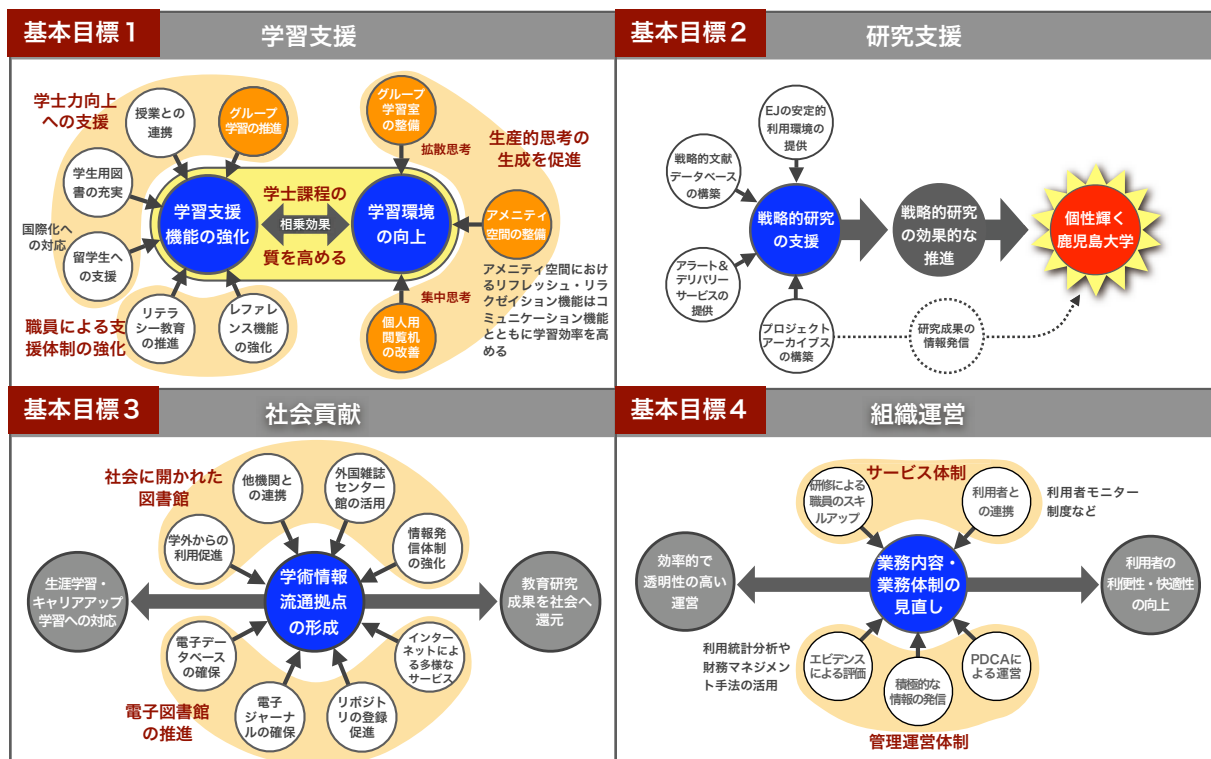 基本目標1
学習支援
学士力向上
への支援
授業との
連携
グループ
学習の推進
学生用図
書の充実
国際化へ
の対応
留学生へ
の支援
リテラ
シー教育
の推進
レファレ
ンス機能
の強化
職員による支
援体制の強化
学習支援
機能の強化
学士課程の
相乗効果
質を高める
学習環境
の向上
グループ
学習室
の整備
拡散思考
生産的思考の
生成を促進
アメニティ
空間の整備
アメニティ空間におけ
るリフレッシュ・リラ
クゼイション機能はコ
ミュニケーション機能
とともに学習効率を高
める
集中思考
個人用
閲覧机
の改善
基本目標2
研究支援
EJの安定的
利用環境の
提供
戦略的文献
データベース
の構築
戦略的研究
の支援
アラート&
デリバリー
サービスの
提供
プロジェクト
アーカイブス
の構築
戦略的研究
の効果的な
推進
研究成果の
情報発信
個性輝く
鹿児島大学
基本目標3
社会貢献
社会に開かれた
図書館
他機関と
の連携
外国雑誌
センター
館の活用
学外からの
利用促進
情報発
信体制
の強化
生涯学習・
キャリアアップ
学習への対応
学術情報
流通拠点
の形成
教育研究
成果を社会へ
還元
電子デー
タベース
の確保
インター
ネットによ
る多様な
サービス
電子
ジャーナ
ルの確保
リポジト
リの登録
促進
電子図書館
の推進
基本目標4
組織運営
サービス体制
研修による
職員のスキ
ルアップ
利用者と
の連携
利用者モニター
制度など
効率的で
透明性の高い
運営
業務内容・
業務体制の
見直し
利用者の
利便性・快適性
の向上
利用統計分析や
財務マネジメン
ト手法の活用
エビデンス
による評価
積極的な
情報の発信
PDCAに
よる運営
管理運営体制